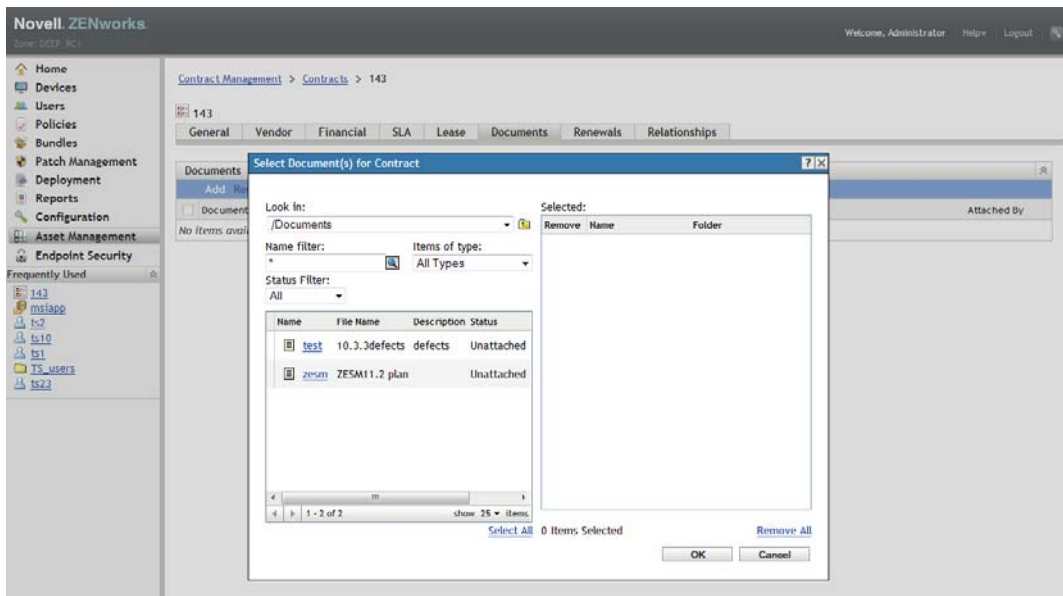 Novell ZENworks
Welcome, Administrator Help Logout
Home
Devices
Users
Policies
Bundles
Patch Management
Deployment
Reports
Configuration
Asset Management
Endpoint Security
Frequently Used
143
msiapp
ts2
ts10
ts1
TS_users
ts23
Contract Management > Contracts > 143
143
General Vendor Financial SLA Lease Documents Renewals Relationships
Documents
Add
Document
Attached By
No items avail
Select Document(s) for Contract
Look in:
/Documents
Name filter: Items of type:
* All Types
Status Filter:
All
Name File Name Description Status
test 10.3.3defects defects Unattached
zesm ZESM11.2 plan Unattached
1 - 2 of 2 show 25 items
Select All
Selected:
Remove Name Folder
0 Items Selected Remove All
OK Cancel